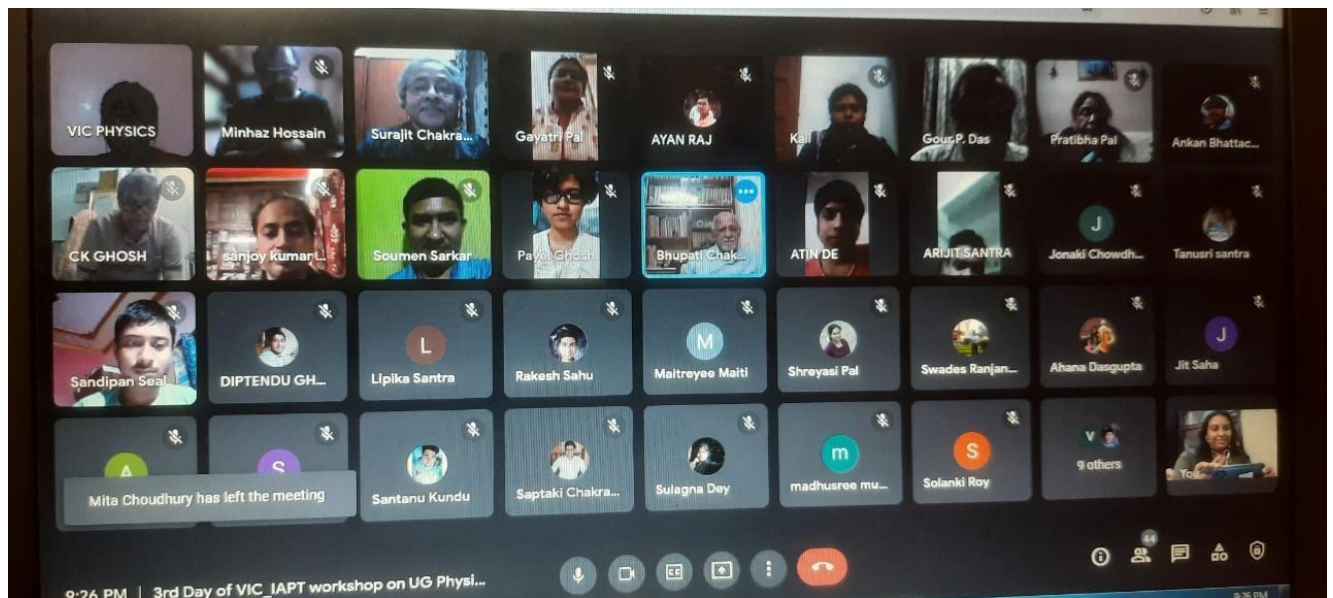 VIC PHYSICS
Minhaz Hossain
Surajit Chakra...
Gayatri Pal
AYAN RAJ
Kali
Gour P. Das
Pratibha Pal
Ankan Bhattac...
CK GHOSH
sanjoy kumar
Soumen Sarkar
Payel Ghosh
Bhupati Chak...
ATIN DE
ARIJIT SANTRA
J
Jonaki Chowdh...
Tanusri santra
Sandipan Seal
DIPTENDU GH...
L
Lipika Santra
Rakesh Sahu
M
Maitreyee Maiti
Shreyasi Pal
Swades Ranjan...
Ahana Dasgupta
J
Jit Saha
A
S
Mita Choudhury has left the meeting
Santanu Kundu
Saptaki Chakra...
Sulagna Dey
m
madhusree mu...
S
Solanki Roy
V
9 others
You
44
CC
9:26 PM | 3rd Day of VIC_IAPT workshop on UG Physi...
9:26 PM